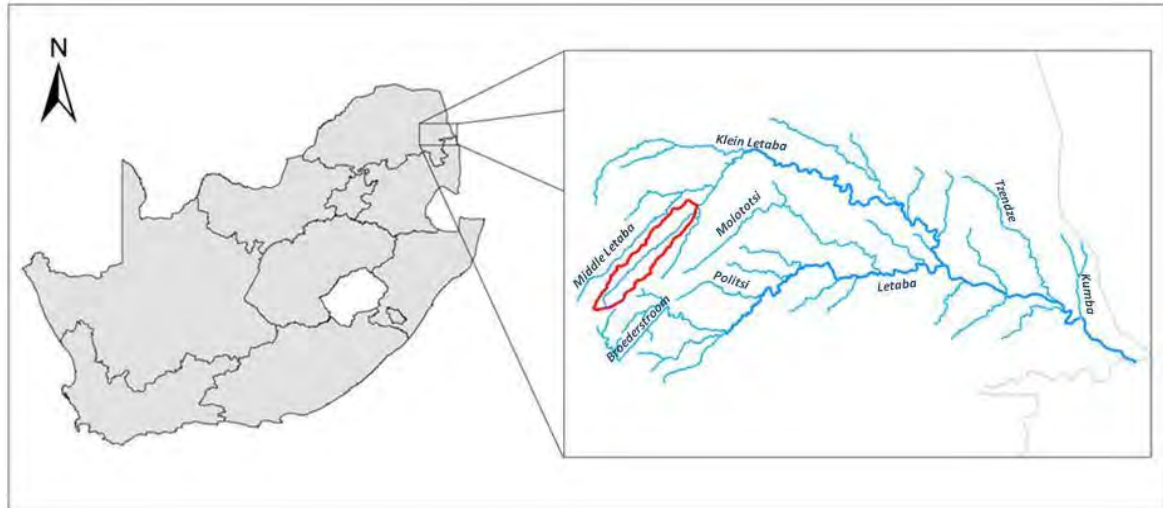 N
Klein Letaba
Tzendze
Molototsi
Middle Letaba
Kumba
Politsi
Letaba
Broederstroom